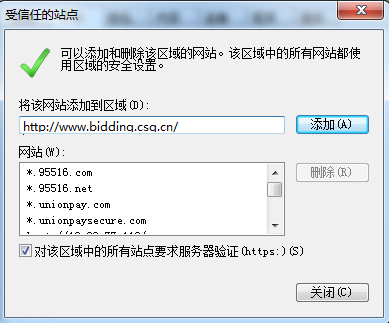 受信任的站点
可以添加和删除该区域的网站。该区域中的所有网站都使
用区域的安全设置。
将该网站添加到区域(D):
http://www.bidding.csg.cn/
添加(A)
网站(W):
*.95516.com
*.95516.net
*.unionpay.com
*.unionpaysecure.com
删除(R)
对该区域中的所有站点要求服务器验证(https:)(S)
关闭(C)